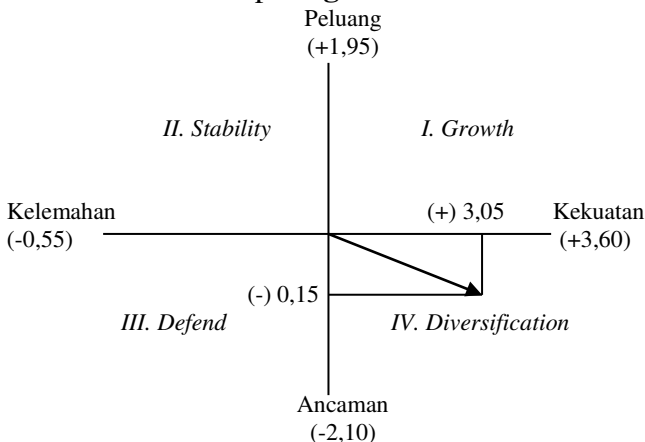 Peluang
(+1,95)
II. Stability
I. Growth
Kelemahan
(-0,55)
(+) 3,05
Kekuatan
(+3,60)
(-) 0,15
III. Defend
IV. Diversification
Ancaman
(-2,10)